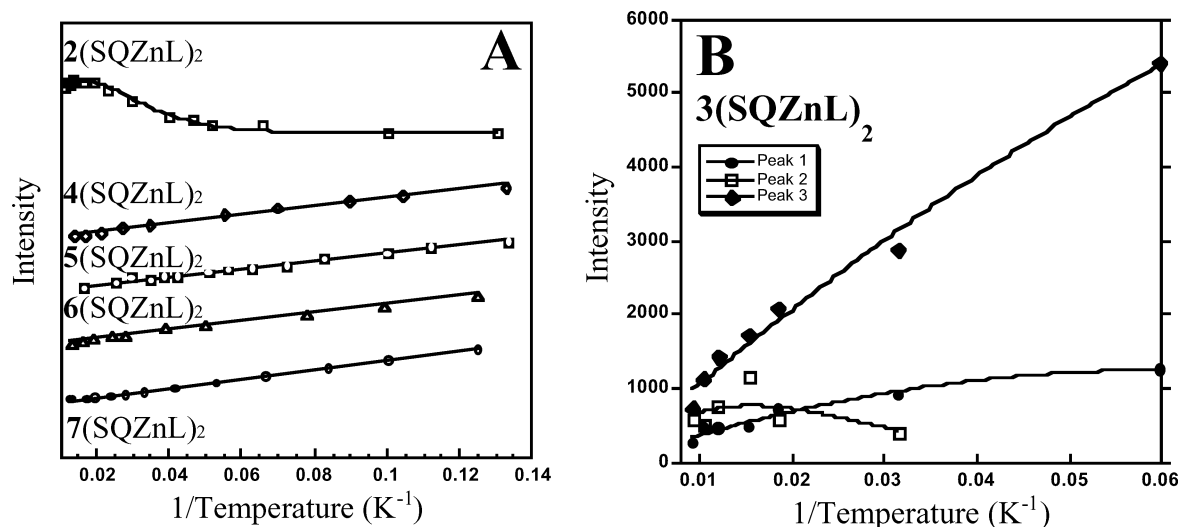 A
2(SQZnL)2
4(SQZnL)2
5(SQZnL)2
6(SQZnL)2
7(SQZnL)2
Intensity
0.02 0.04 0.06 0.08 0.1 0.12 0.14
1/Temperature (K-1)
B
3(SQZnL)2
Peak 1
Peak 2
Peak 3
Intensity
6000
5000
4000
3000
2000
1000
0
0.01 0.02 0.03 0.04 0.05 0.06
1/Temperature (K-1)